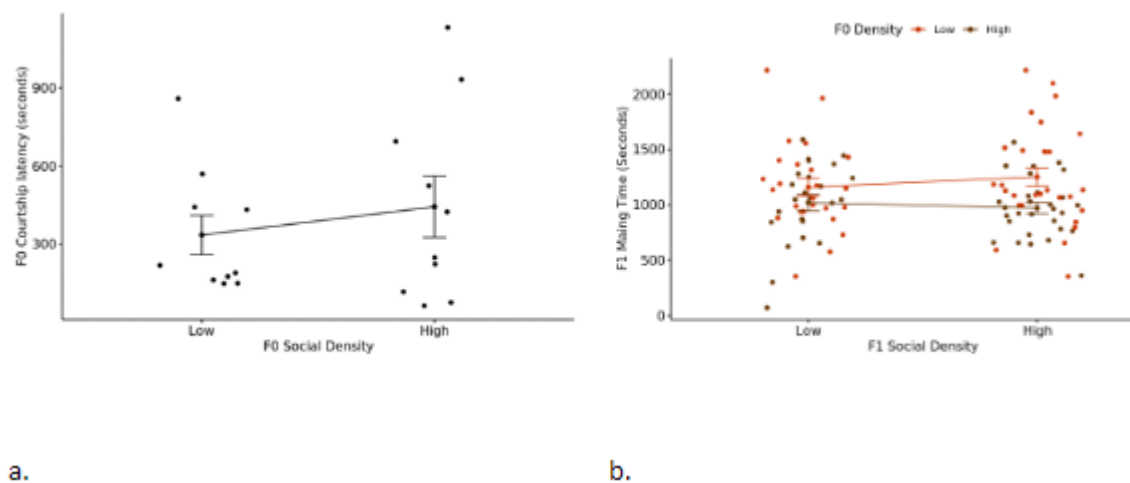 F0 Courtship latency (seconds)
900
600
300
Low
High
F0 Social Density
a.
F0 Density
Low
High
F1 Maing Time (Seconds)
2000
1500
1000
500
0
Low
High
F1 Social Density
b.